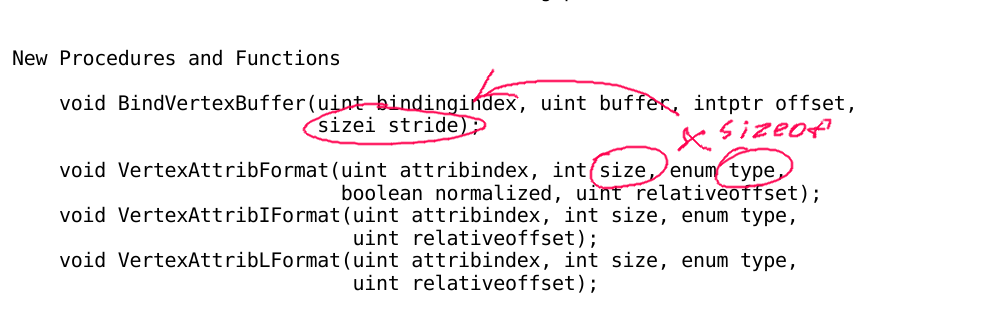 New Procedures and Functions
void BindVertexBuffer(uint bindingindex, uint buffer, intptr offset,
sizei stride);
x sizeof
void VertexAttribFormat(uint attribindex, int size, enum type,
boolean normalized, uint relativeoffset);
void VertexAttribIFormat(uint attribindex, int size, enum type,
uint relativeoffset);
void VertexAttribLFormat(uint attribindex, int size, enum type,
uint relativeoffset);